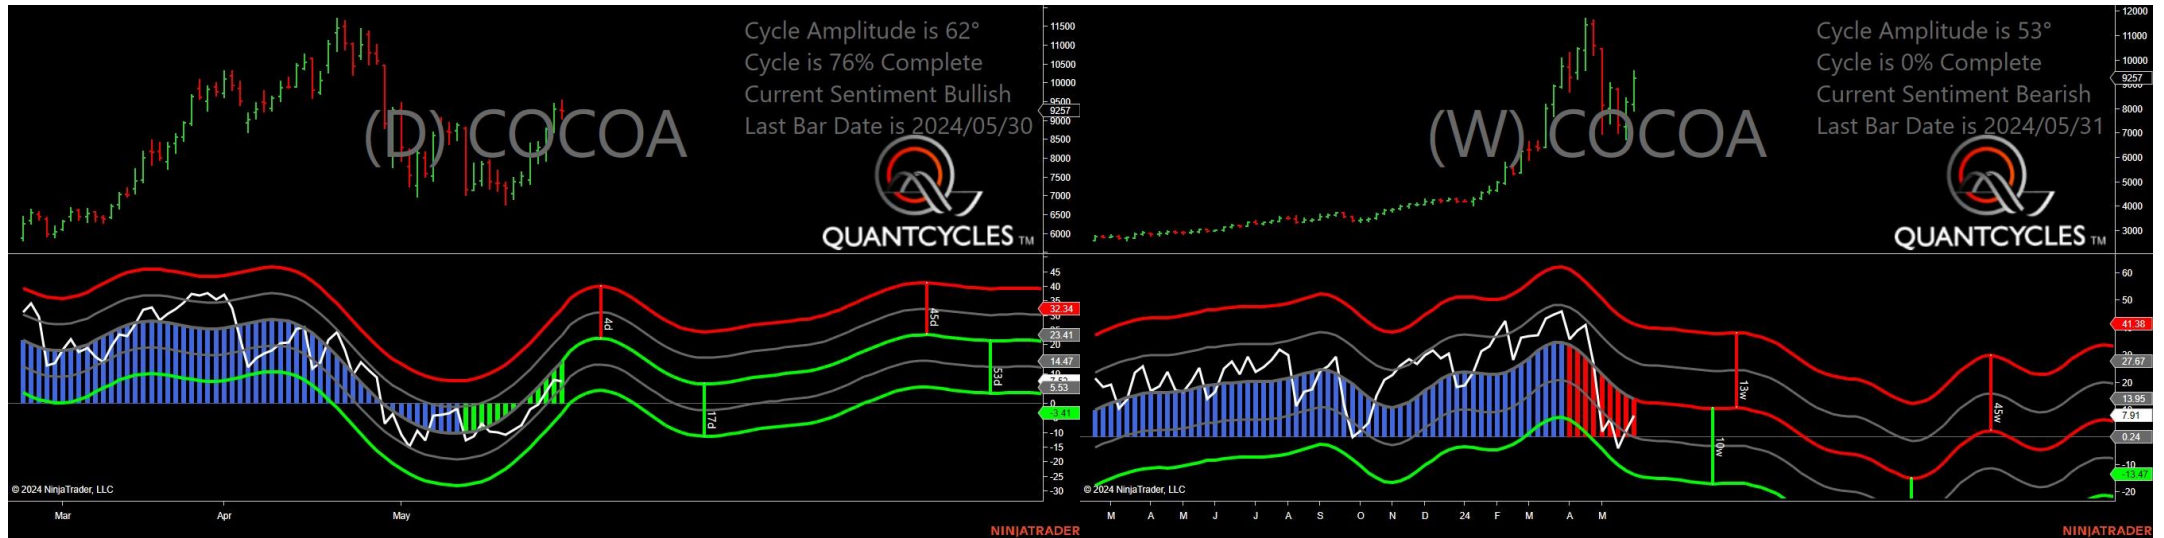 Cycle Amplitude is 62°
Cycle is 76% Complete
Current Sentiment Bullish
Last Bar Date is 2024/05/30
(D) COCOA
QUANTCYCLES TM
11500
11000
10500
10000
9500
9257
9000
8500
8000
7500
7000
6500
6000
45
40
35
32.34
23.41
20
14.47
10
5.53
0
-3.41
-10
-15
-20
-25
-30
4d
17d
45d
53d
© 2024 NinjaTrader, LLC
Mar Apr May
NINJATRADER
Cycle Amplitude is 53°
Cycle is 0% Complete
Current Sentiment Bearish
Last Bar Date is 2024/05/31
(W) COCOA
QUANTCYCLES TM
12000
11000
10000
9257
8000
7000
6000
5000
4000
3000
60
50
41.38
27.67
20
13.95
7.91
0.24
-10
-13.47
-20
13w
10w
45w
© 2024 NinjaTrader, LLC
M A M J J A S O N D 24 F M A M
NINJATRADER